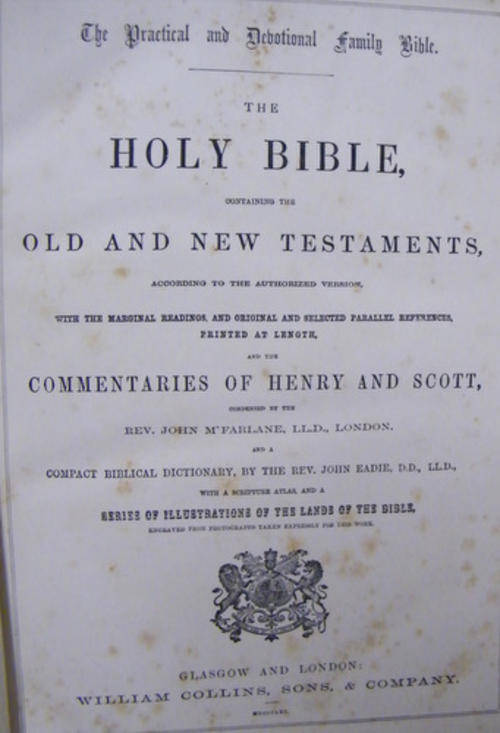 The Practical and Devotional Family Bible.
THE
HOLY BIBLE,
CONTAINING THE
OLD AND NEW TESTAMENTS,
ACCORDING TO THE AUTHORIZED VERSION,
WITH THE MARGINAL READINGS, AND ORIGINAL AND SELECTED PARALLEL REFERENCES,
PRINTED AT LENGTH,
AND THE
COMMENTARIES OF HENRY AND SCOTT,
CONDENSED BY THE
REV. JOHN M'FARLANE, LL.D., LONDON.
AND A
COMPACT BIBLICAL DICTIONARY, BY THE REV. JOHN EADIE, D.D., LL.D.,
WITH A SCRIPTURE ATLAS, AND A
SERIES OF ILLUSTRATIONS OF THE LANDS OF THE BIBLE,
ENGRAVED FROM PHOTOGRAPHS TAKEN EXPRESSLY FOR THIS WORK.
GLASGOW AND LONDON:
WILLIAM COLLINS, SONS, & COMPANY.